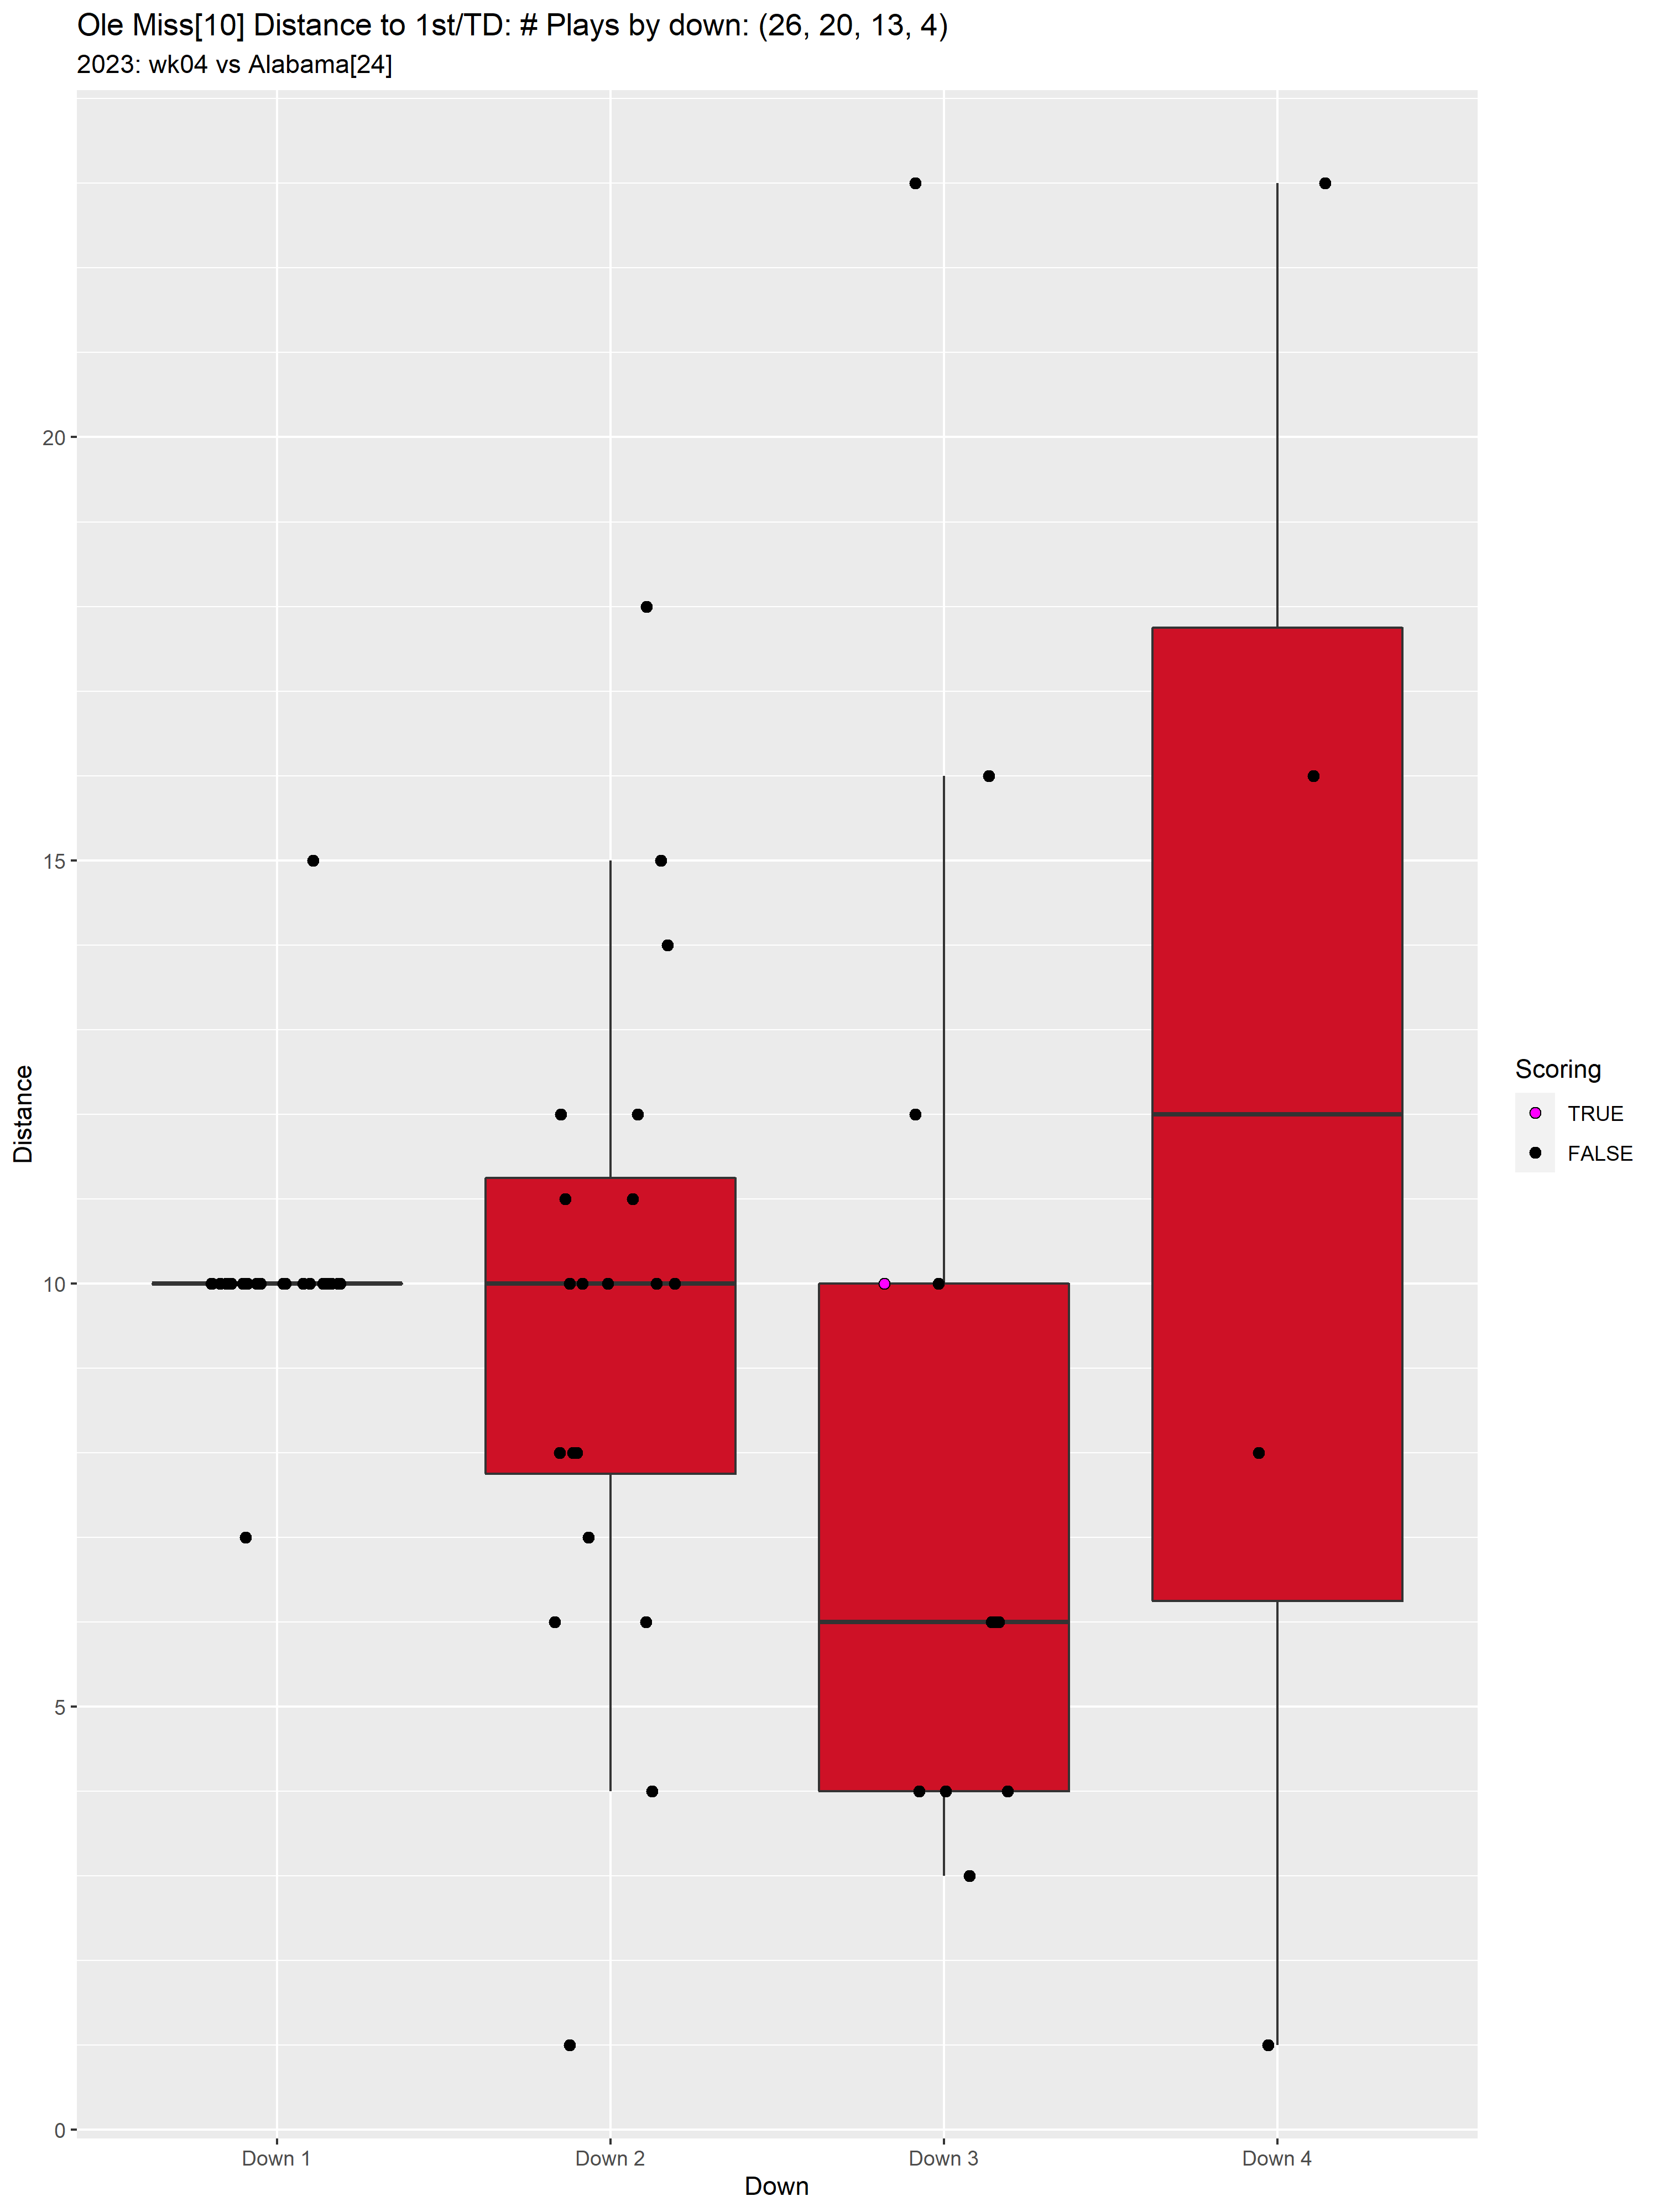 Ole Miss[10] Distance to 1st/TD: # Plays by down: (26, 20, 13, 4)
2023: wk04 vs Alabama[24]
Distance
20
15
10
5
0
Down 1
Down 2
Down 3
Down 4
Down
Scoring
TRUE
FALSE